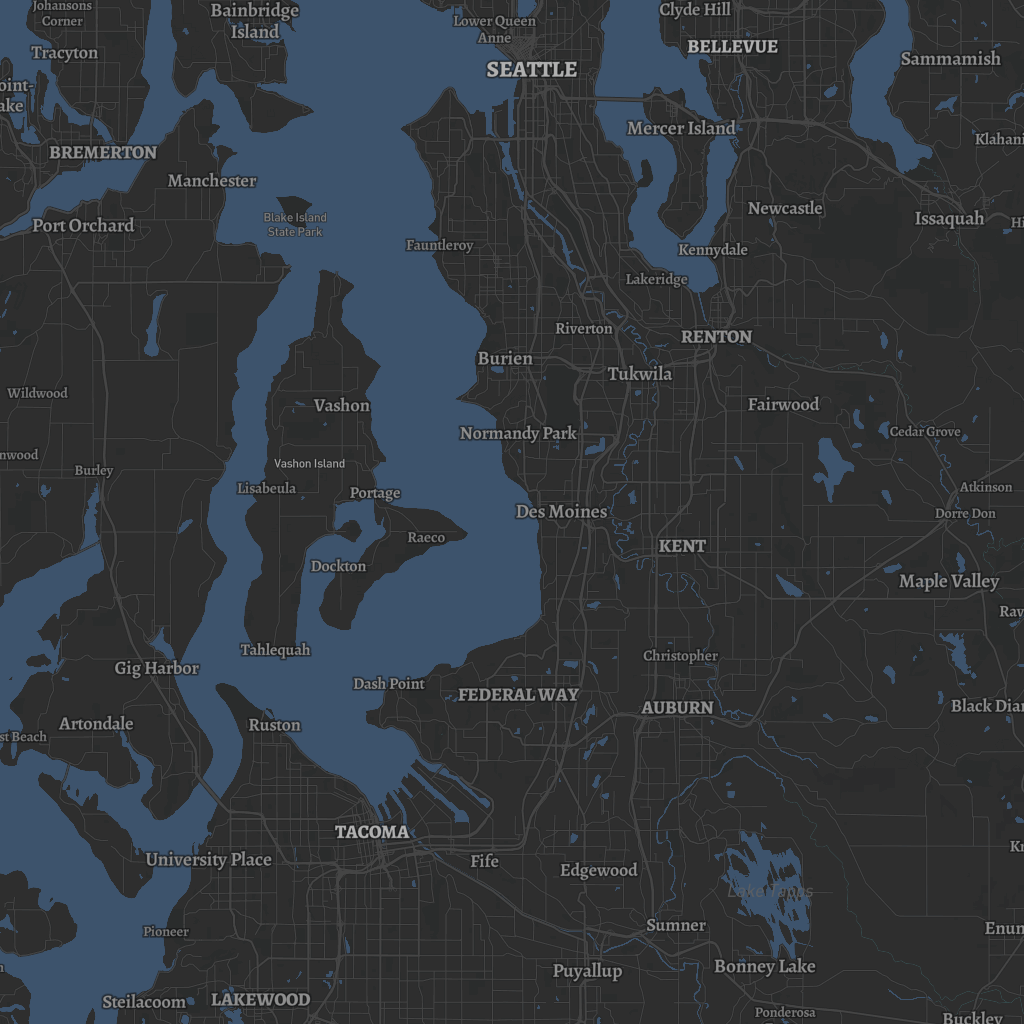 Johansons
Corner
Bainbridge
Island
Lower Queen
Anne
Clyde Hill
Tracyton
BELLEVUE
SEATTLE
Sammamish
oint-
ake
Mercer Island
Klahani
BREMERTON
Manchester
Newcastle
Blake Island
State Park
Port Orchard
Issaquah
Hi
Fauntleroy
Kennydale
Lakeridge
Riverton
RENTON
Burien
Tukwila
Wildwood
Vashon
Fairwood
Normandy Park
Cedar Grove
nwood
Vashon Island
Burley
Lisabeula
Portage
Atkinson
Des Moines
Dorre Don
Raeco
KENT
Dockton
Maple Valley
Rav
Tahlequah
Christopher
Gig Harbor
Dash Point
FEDERAL WAY
AUBURN
Black Diar
Artondale
Ruston
st Beach
TACOMA
Kr
University Place
Fife
Edgewood
Lake Tapps
Sumner
Enum
Pioneer
Bonney Lake
n
Puyallup
Steilacoom
LAKEWOOD
Ponderosa
Buckley